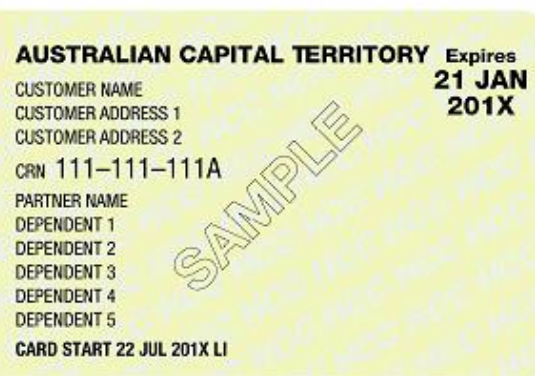 AUSTRALIAN CAPITAL TERRITORY Expires
21 JAN
201X
CUSTOMER NAME
CUSTOMER ADDRESS 1
CUSTOMER ADDRESS 2
CRN 111–111–111A
PARTNER NAME
DEPENDENT 1
DEPENDENT 2
DEPENDENT 3
DEPENDENT 4
DEPENDENT 5
CARD START 22 JUL 201X LI
SAMPLE